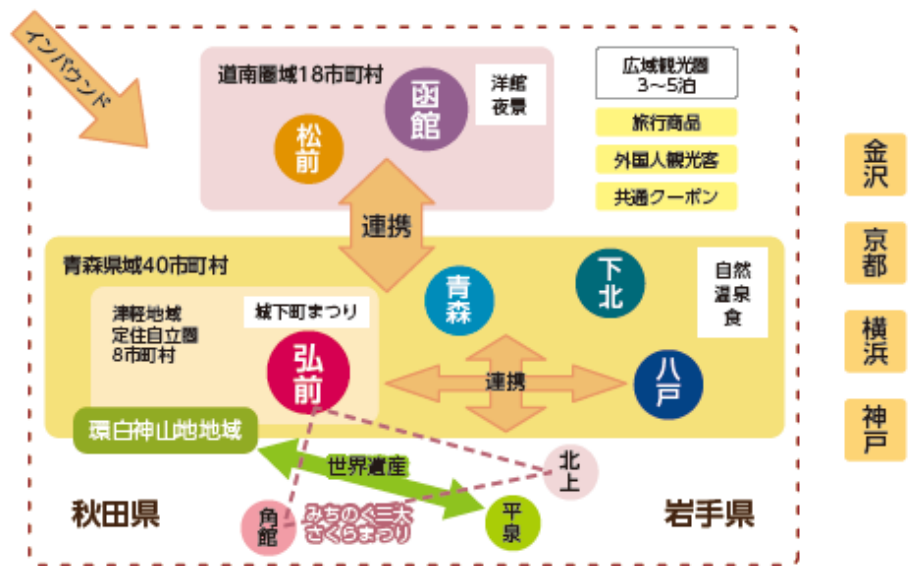 インバウンド
道南圏域18市町村
函館
松前
洋館
夜景
広域観光圏
3〜5泊
旅行商品
外国人観光客
共通クーポン
連携
青森県域40市町村
青森
下北
自然
温泉
食
津軽地域
定住自立圏
8市町村
城下町まつり
弘前
連携
八戸
環白神山地地域
世界遺産
北上
秋田県
角館
みちのく三大
さくらまつり
平泉
岩手県
金沢
京都
横浜
神戸